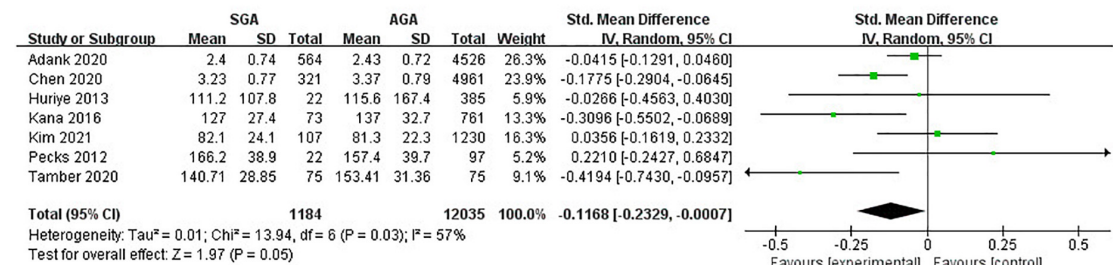 SGA AGA Std. Mean Difference Std. Mean Difference
Study or Subgroup Mean SD Total Mean SD Total Weight IV, Random, 95% CI IV, Random, 95% CI
Adank 2020 2.4 0.74 564 2.43 0.72 4526 26.3% -0.0415 [-0.1291, 0.0460]
Chen 2020 3.23 0.77 321 3.37 0.79 4961 23.9% -0.1775 [-0.2904, -0.0645]
Huriye 2013 111.2 107.8 22 115.6 167.4 385 5.9% -0.0266 [-0.4563, 0.4030]
Kana 2016 127 27.4 73 137 32.7 761 13.3% -0.3096 [-0.5502, -0.0689]
Kim 2021 82.1 24.1 107 81.3 22.3 1230 16.3% 0.0356 [-0.1619, 0.2332]
Pecks 2012 166.2 38.9 22 157.4 39.7 97 5.2% 0.2210 [-0.2427, 0.6847]
Tamber 2020 140.71 28.85 75 153.41 31.36 75 9.1% -0.4194 [-0.7430, -0.0957]
Total (95% CI) 1184 12035 100.0% -0.1168 [-0.2329, -0.0007]
Heterogeneity: Tau² = 0.01; Chi² = 13.94, df = 6 (P = 0.03); I² = 57%
Test for overall effect: Z = 1.97 (P = 0.05)
-0.5 -0.25 0 0.25 0.5
Favours [experimental] Favours [control]